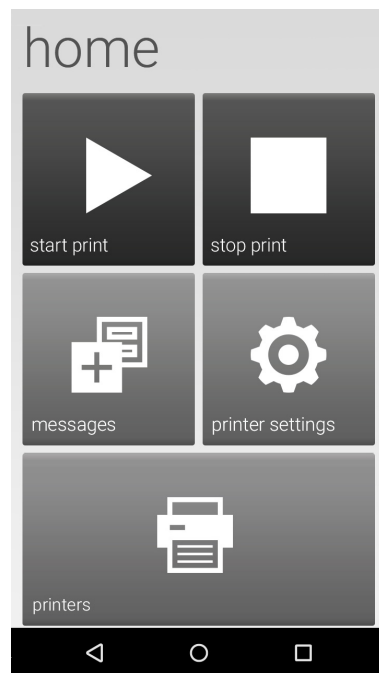 home
start print
stop print
messages
printer settings
printers